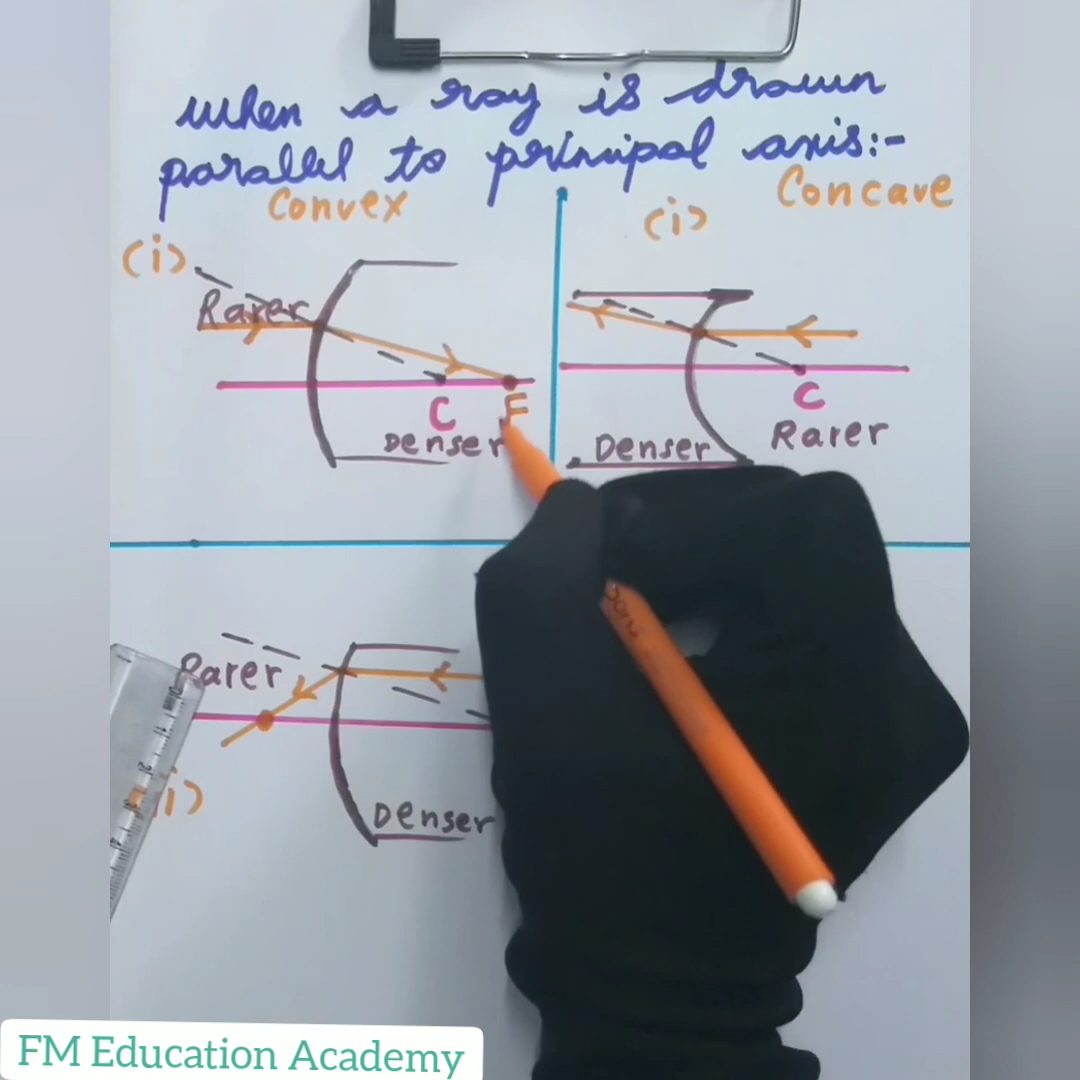 when a ray is drawn
parallel to principal axis:-
Convex
Concave
(i)
(i)
Rarer
C
F
Denser
C
Rarer
Denser
Rarer
Denser
FM Education Academy